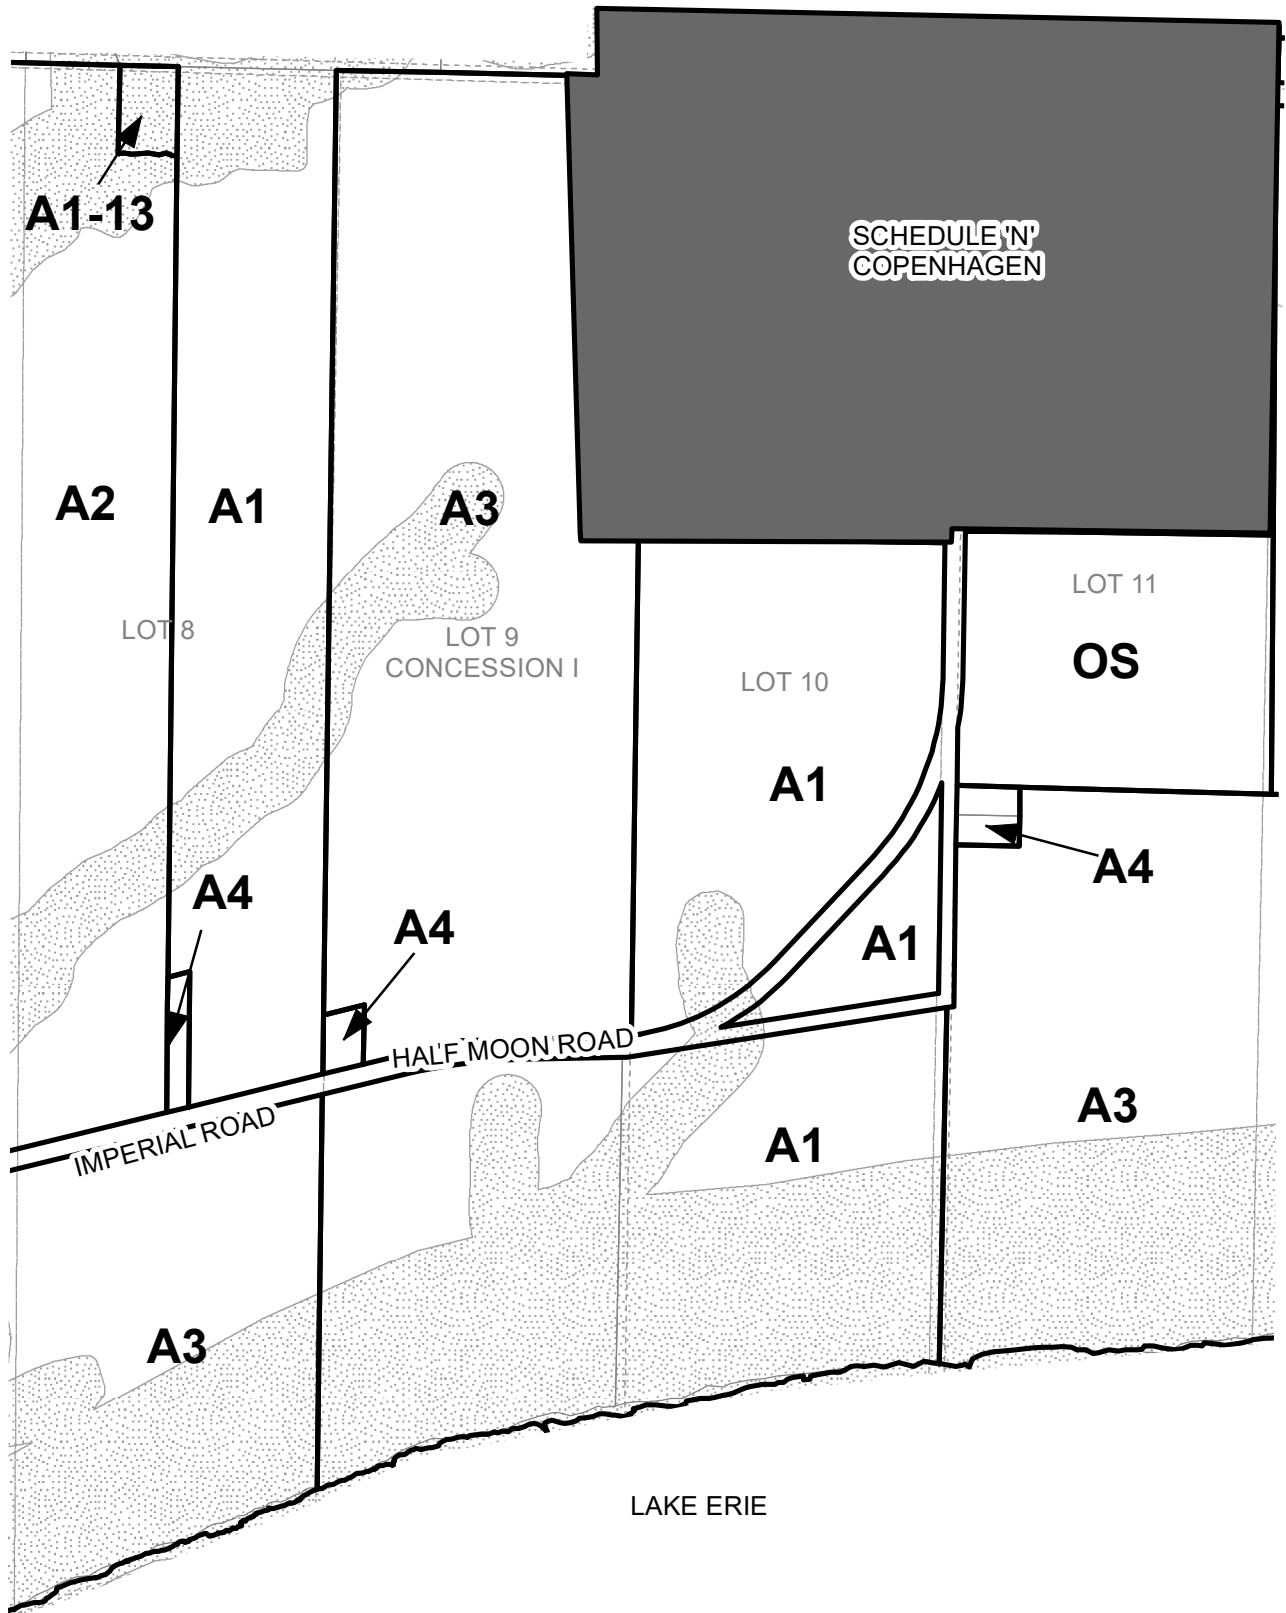 A1-13
SCHEDULE 'N'
COPENHAGEN
A2
A1
A3
LOT 11
LOT 8
LOT 9
CONCESSION I
OS
LOT 10
A1
A4
A4
A4
A1
HALF MOON ROAD
IMPERIAL ROAD
A3
A1
A3
LAKE ERIE